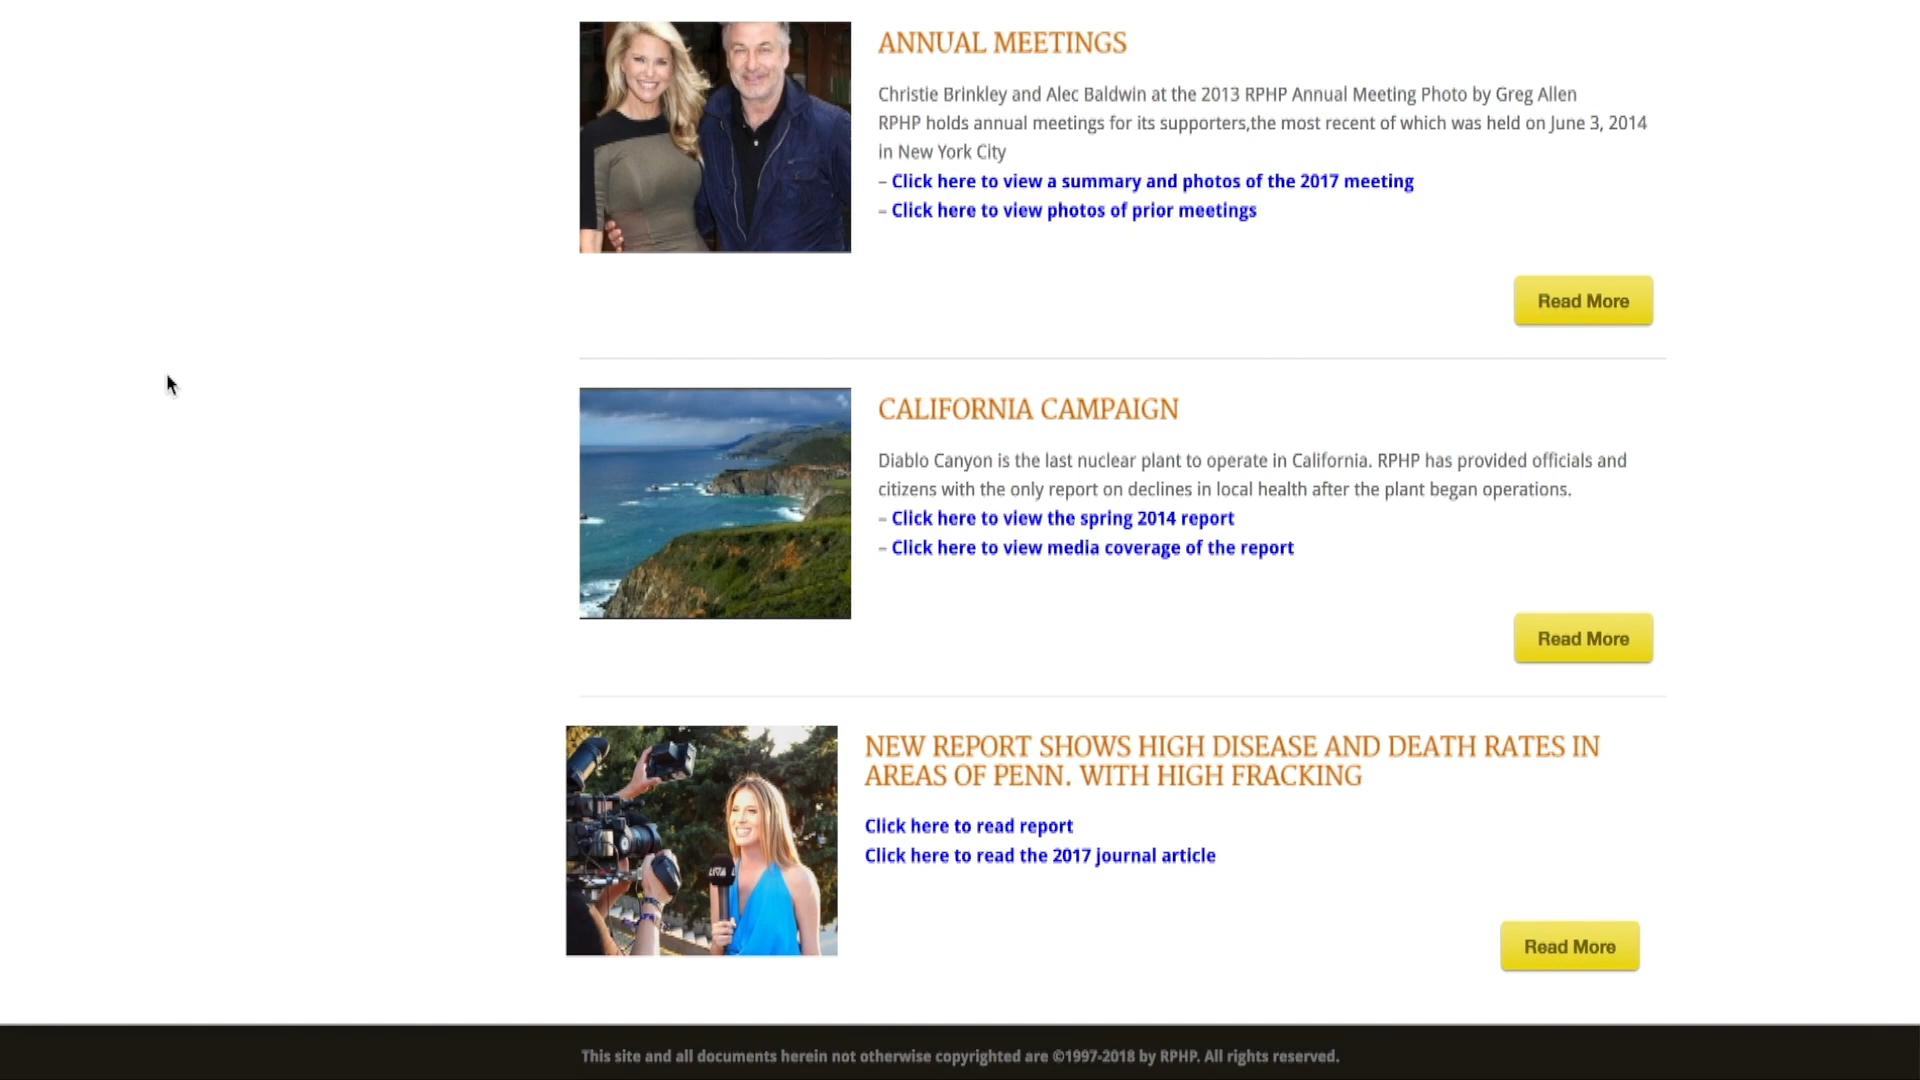 ANNUAL MEETINGS
Christie Brinkley and Alec Baldwin at the 2013 RPHP Annual Meeting Photo by Greg Allen
RPHP holds annual meetings for its supporters,the most recent of which was held on June 3, 2014
in New York City
– Click here to view a summary and photos of the 2017 meeting
– Click here to view photos of prior meetings
Read More
CALIFORNIA CAMPAIGN
Diablo Canyon is the last nuclear plant to operate in California. RPHP has provided officials and
citizens with the only report on declines in local health after the plant began operations.
– Click here to view the spring 2014 report
– Click here to view media coverage of the report
Read More
NEW REPORT SHOWS HIGH DISEASE AND DEATH RATES IN
AREAS OF PENN. WITH HIGH FRACKING
Click here to read report
Click here to read the 2017 journal article
Read More
This site and all documents herein not otherwise copyrighted are ©1997-2018 by RPHP. All rights reserved.